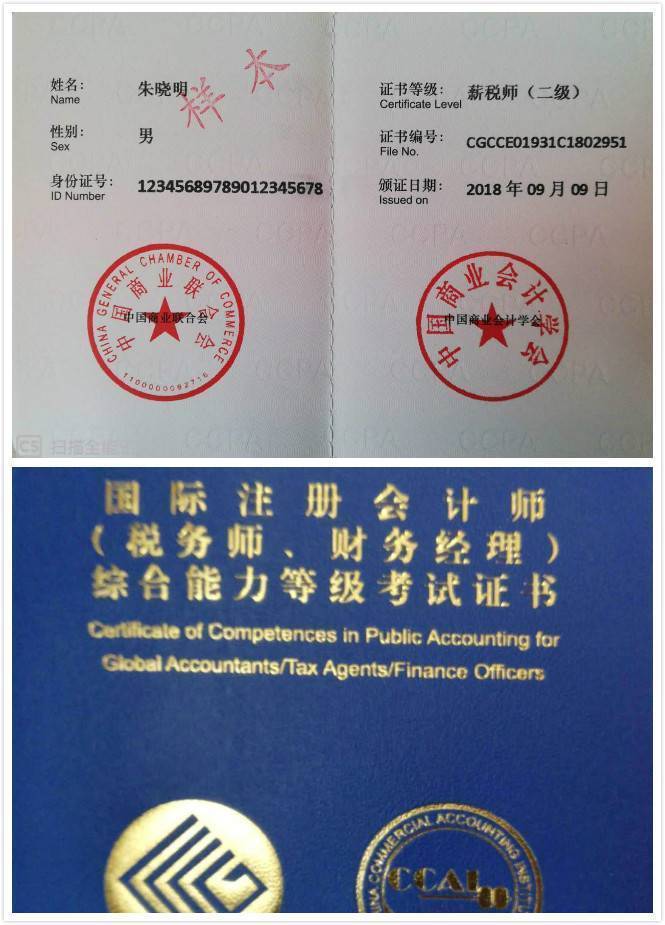 姓名：
Name
朱晓明
样本
性别：
Sex
男
身份证号：
ID Number
12345689789012345678
CHINA GENERAL CHAMBER OF COMMERCE
中国商业联合会
中国商业联合会
1100000092716
证书等级：
Certificate Level
薪税师（二级）
证书编号：
File No.
CGCCE01931C1802951
颁证日期：
Issued on
2018 年 09 月 09 日
中国商业会计学会
中国商业会计学会
CS 扫描全能
国际注册会计师
（税务师、财务经理）
综合能力等级考试证书
Certificate of Competences in Public Accounting for
Global Accountants/Tax Agents/Finance Officers
COMMERCIAL ACCOUNTING
CCAI